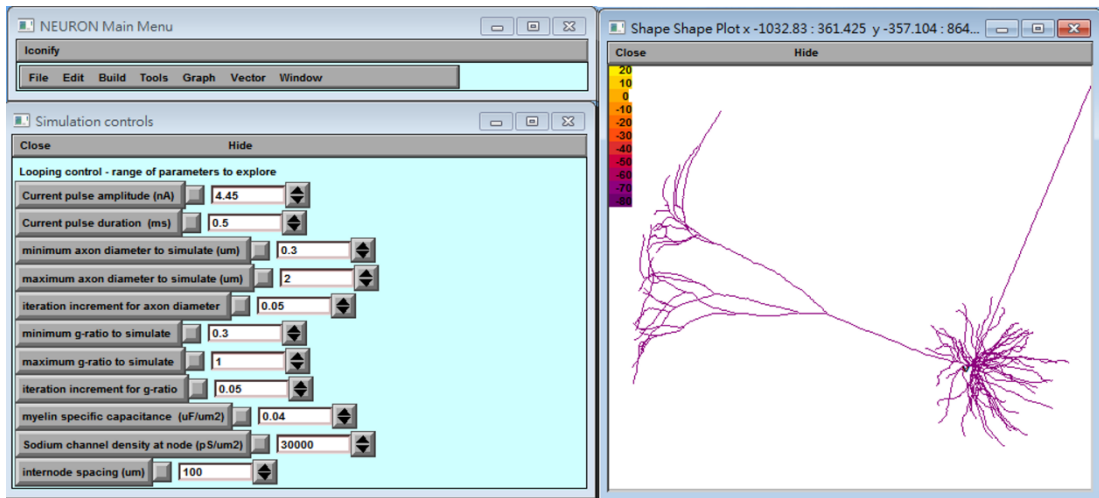 NEURON Main Menu
Iconify
File Edit Build Tools Graph Vector Window
Simulation controls
Close Hide
Looping control - range of parameters to explore
Current pulse amplitude (nA) 4.45
Current pulse duration (ms) 0.5
minimum axon diameter to simulate (um) 0.3
maximum axon diameter to simulate (um) 2
iteration increment for axon diameter 0.05
minimum g-ratio to simulate 0.3
maximum g-ratio to simulate 1
iteration increment for g-ratio 0.05
myelin specific capacitance (uF/um2) 0.04
Sodium channel density at node (pS/um2) 30000
internode spacing (um) 100
Shape Shape Plot x -1032.83 : 361.425 y -357.104 : 864...
Close Hide
20
10
0
-10
-20
-30
-40
-50
-60
-70
-80